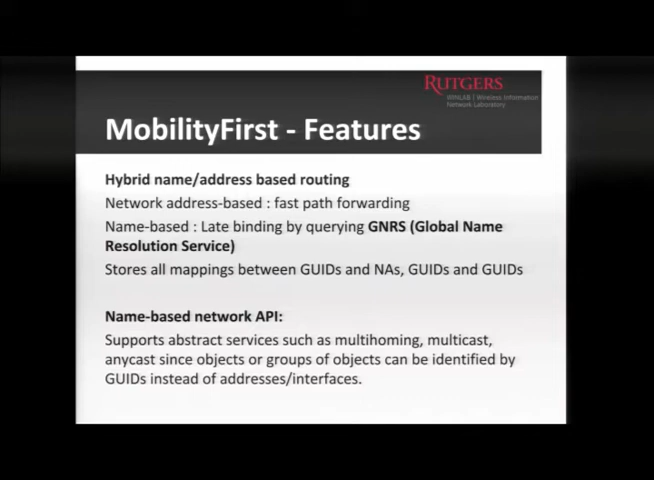 RUTGERS
WINLAB | Wireless Information
Network Laboratory
MobilityFirst - Features
Hybrid name/address based routing
Network address-based : fast path forwarding
Name-based : Late binding by querying GNRS (Global Name
Resolution Service)
Stores all mappings between GUIDs and NAs, GUIDs and GUIDs
Name-based network API:
Supports abstract services such as multihoming, multicast,
anycast since objects or groups of objects can be identified by
GUIDs instead of addresses/interfaces.